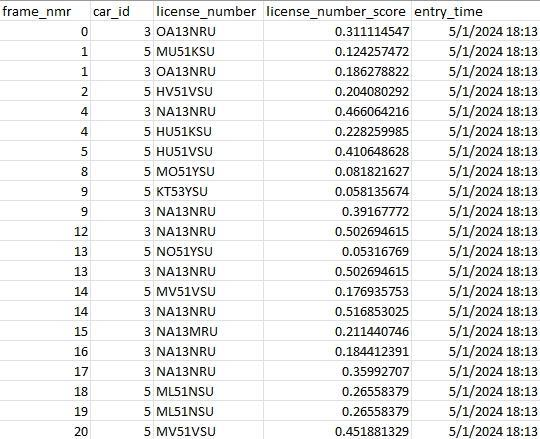 frame_nmr car_id license_number license_number_score entry_time
0 3 OA13NRU 0.311114547 5/1/2024 18:13
1 5 MU51KSU 0.124257472 5/1/2024 18:13
1 3 OA13NRU 0.186278822 5/1/2024 18:13
2 5 HV51VSU 0.204080292 5/1/2024 18:13
4 3 NA13NRU 0.466064216 5/1/2024 18:13
4 5 HU51KSU 0.228259985 5/1/2024 18:13
5 5 HU51VSU 0.410648628 5/1/2024 18:13
8 5 MO51YSU 0.081821627 5/1/2024 18:13
9 5 KT53YSU 0.058135674 5/1/2024 18:13
9 3 NA13NRU 0.39167772 5/1/2024 18:13
12 3 NA13NRU 0.502694615 5/1/2024 18:13
13 5 NO51YSU 0.05316769 5/1/2024 18:13
13 3 NA13NRU 0.502694615 5/1/2024 18:13
14 5 MV51VSU 0.176935753 5/1/2024 18:13
14 3 NA13NRU 0.516853025 5/1/2024 18:13
15 3 NA13MRU 0.211440746 5/1/2024 18:13
16 3 NA13NRU 0.184412391 5/1/2024 18:13
17 3 NA13NRU 0.35992707 5/1/2024 18:13
18 5 ML51NSU 0.26558379 5/1/2024 18:13
19 5 ML51NSU 0.26558379 5/1/2024 18:13
20 5 MV51VSU 0.451881329 5/1/2024 18:13